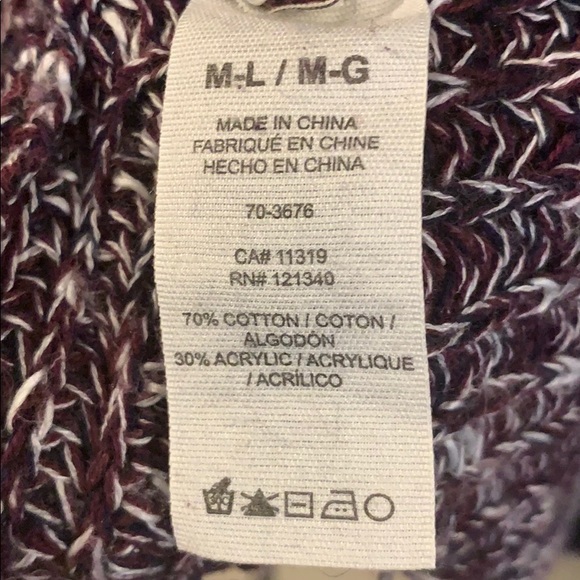 M-L / M-G
MADE IN CHINA
FABRIQUÉ EN CHINE
HECHO EN CHINA
70-3676
CA# 11319
RN# 121340
70% COTTON / COTON /
ALGODÓN
30% ACRYLIC / ACRYLIQUE
/ ACRÍLICO